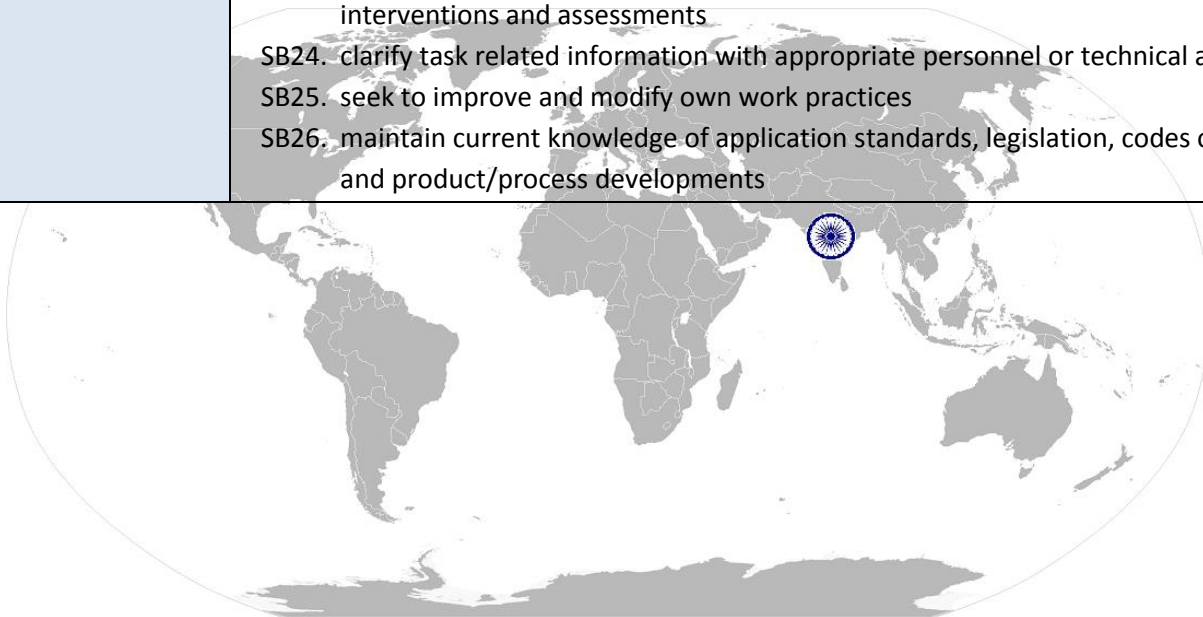 interventions and assessments
SB24. clarify task related information with appropriate personnel or technical a
SB25. seek to improve and modify own work practices
SB26. maintain current knowledge of application standards, legislation, codes
and product/process developments